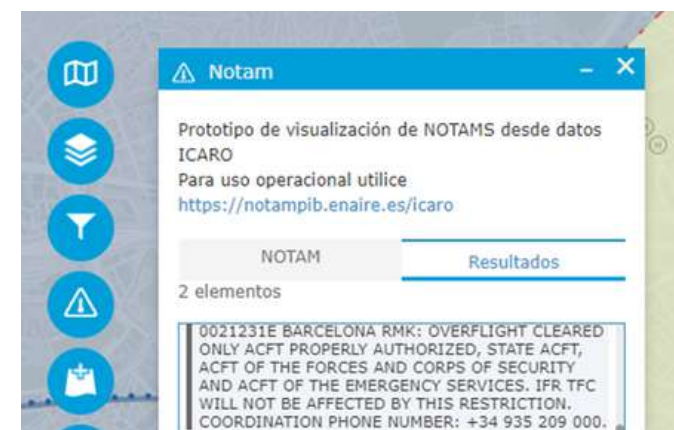 Notam
Prototipo de visualización de NOTAMS desde datos
ICARO
Para uso operacional utilice
https://notampib.enaire.es/icaro
NOTAM
Resultados
2 elementos
0021231E BARCELONA RMK: OVERFLIGHT CLEARED
ONLY ACFT PROPERLY AUTHORIZED, STATE ACFT,
ACFT OF THE FORCES AND CORPS OF SECURITY
AND ACFT OF THE EMERGENCY SERVICES. IFR TFC
WILL NOT BE AFFECTED BY THIS RESTRICTION.
COORDINATION PHONE NUMBER: +34 935 209 000.